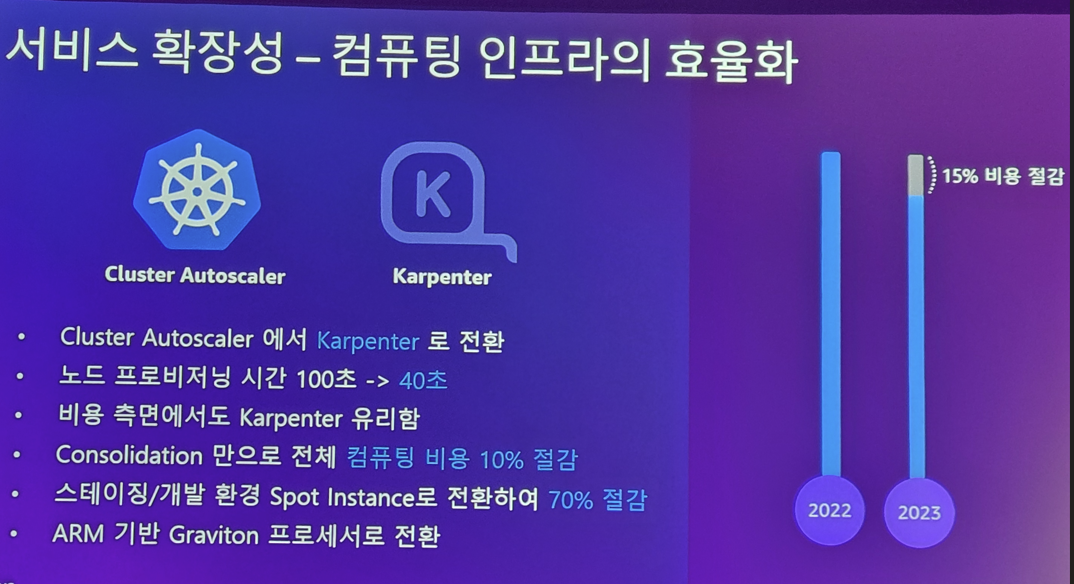 서비스 확장성 – 컴퓨팅 인프라의 효율화
K
Cluster Autoscaler
Karpenter
• Cluster Autoscaler 에서 Karpenter 로 전환
• 노드 프로비저닝 시간 100초 -> 40초
• 비용 측면에서도 Karpenter 유리함
• Consolidation 만으로 전체 컴퓨팅 비용 10% 절감
• 스테이징/개발 환경 Spot Instance로 전환하여 70% 절감
• ARM 기반 Graviton 프로세서로 전환
15% 비용 절감
2022
2023